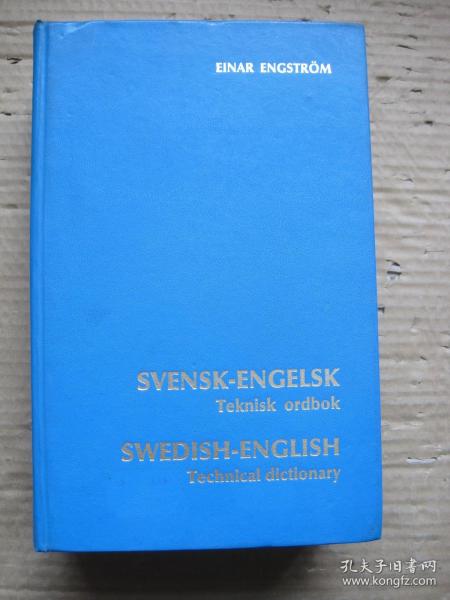 EINAR ENGSTRÖM
SVENSK-ENGELSK
Teknisk ordbok
SWEDISH-ENGLISH
Technical dictionary
孔夫子旧书网
www.kongfz.com